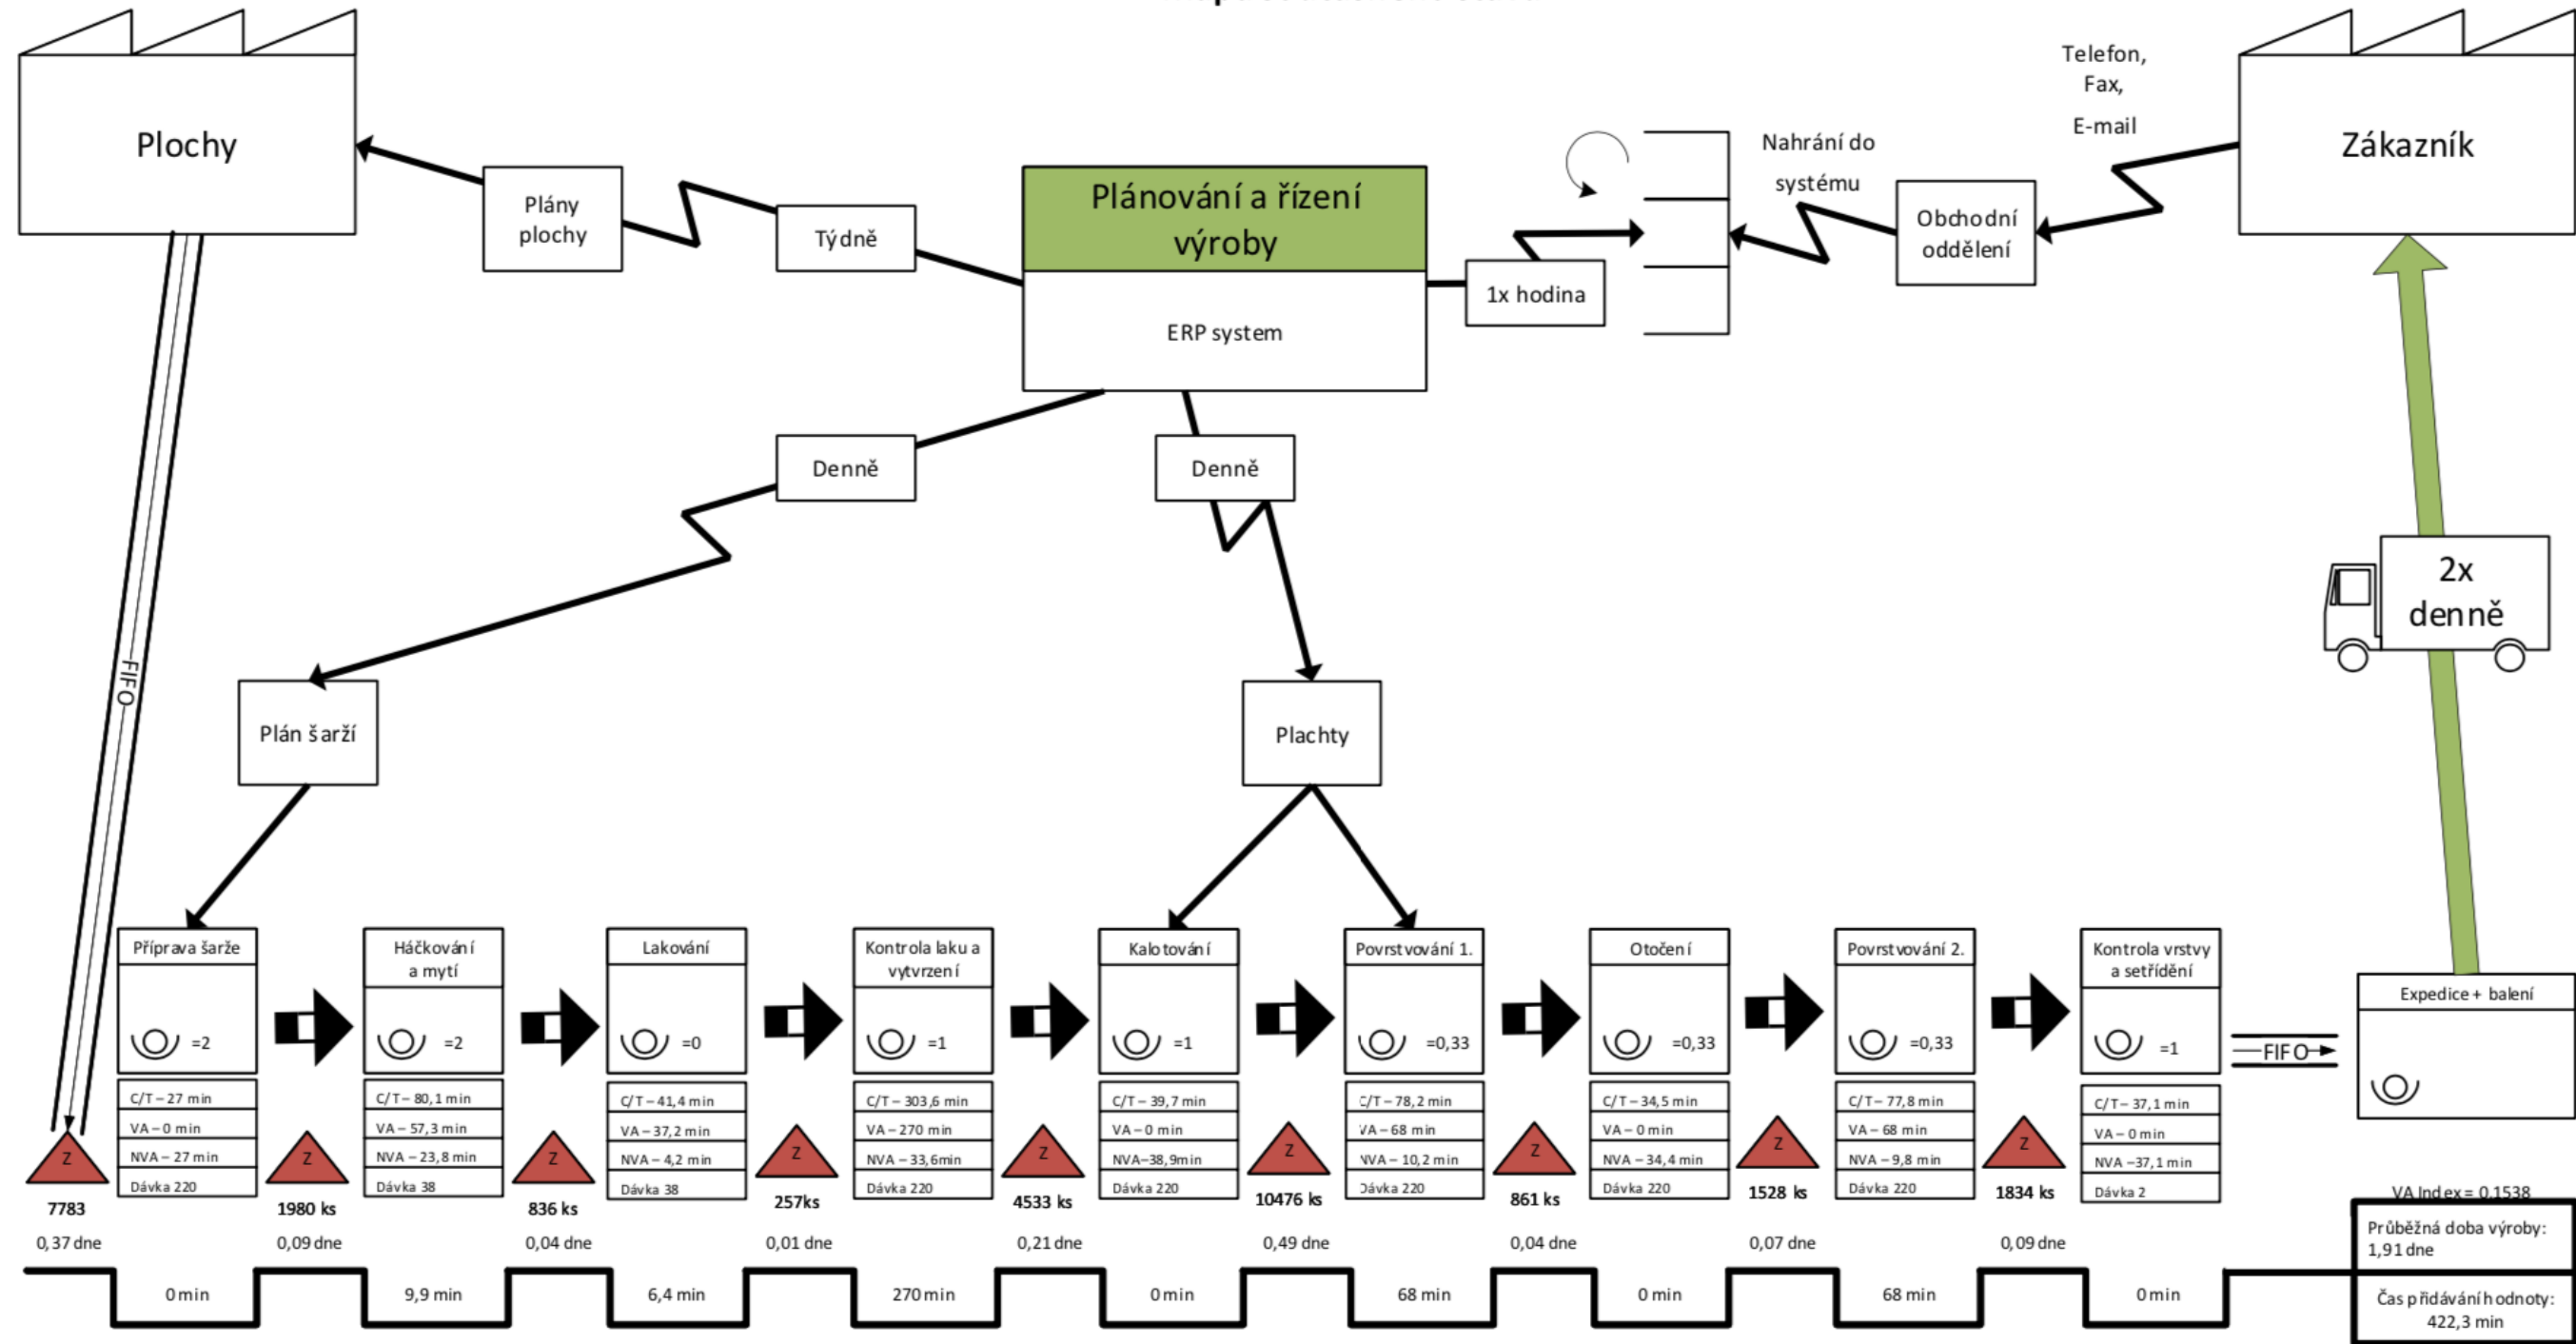 Plochy
Plány
plochy
Týdně
Plánování a řízení
výroby
ERP system
1x hodina
Nahrání do
systému
Obchodní
oddělení
Telefon,
Fax,
E-mail
Zákazník
Denně
Denně
2x
denně
FIFO
Plán šarží
Plachty
Příprava šarže
=2
C/T – 27 min
VA – 0 min
NVA – 27 min
Dávka 220
Háčkování
a mytí
=2
C/T – 80,1 min
VA – 57,3 min
NVA – 23,8 min
Dávka 38
Lakování
=0
C/T – 41,4 min
VA – 37,2 min
NVA – 4,2 min
Dávka 38
Kontrola laku a
vytvrzení
=1
C/T – 303,6 min
VA – 270 min
NVA – 33,6min
Dávka 220
Kalotování
=1
C/T – 39,7 min
VA – 0 min
NVA–38,9min
Dávka 220
Povrstvování 1.
=0,33
C/T – 78,2 min
VA – 68 min
NVA – 10,2 min
Dávka 220
Otočení
=0,33
C/T – 34,5 min
VA – 0 min
NVA – 34,4 min
Dávka 220
Povrstvování 2.
=0,33
C/T – 77,8 min
VA – 68 min
NVA – 9,8 min
Dávka 220
Kontrola vrstvy
a setřídění
=1
C/T – 37,1 min
VA – 0 min
NVA –37,1 min
Dávka 2
FIFO
Expedice + balení
Z
Z
Z
Z
Z
Z
Z
Z
Z
7783
1980 ks
836 ks
257ks
4533 ks
10476 ks
861 ks
1528 ks
1834 ks
0,37 dne
0,09 dne
0,04 dne
0,01 dne
0,21 dne
0,49 dne
0,04 dne
0,07 dne
0,09 dne
0 min
9,9 min
6,4 min
270 min
0 min
68 min
0 min
68 min
0 min
VA Index = 0,1538
Průběžná doba výroby:
1,91 dne
Čas přidávání hodnoty:
422,3 min